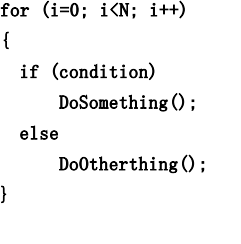 for (i=0; i<N; i++)
{
  if (condition)
      DoSomething();
  else
      DoOtherthing();
}